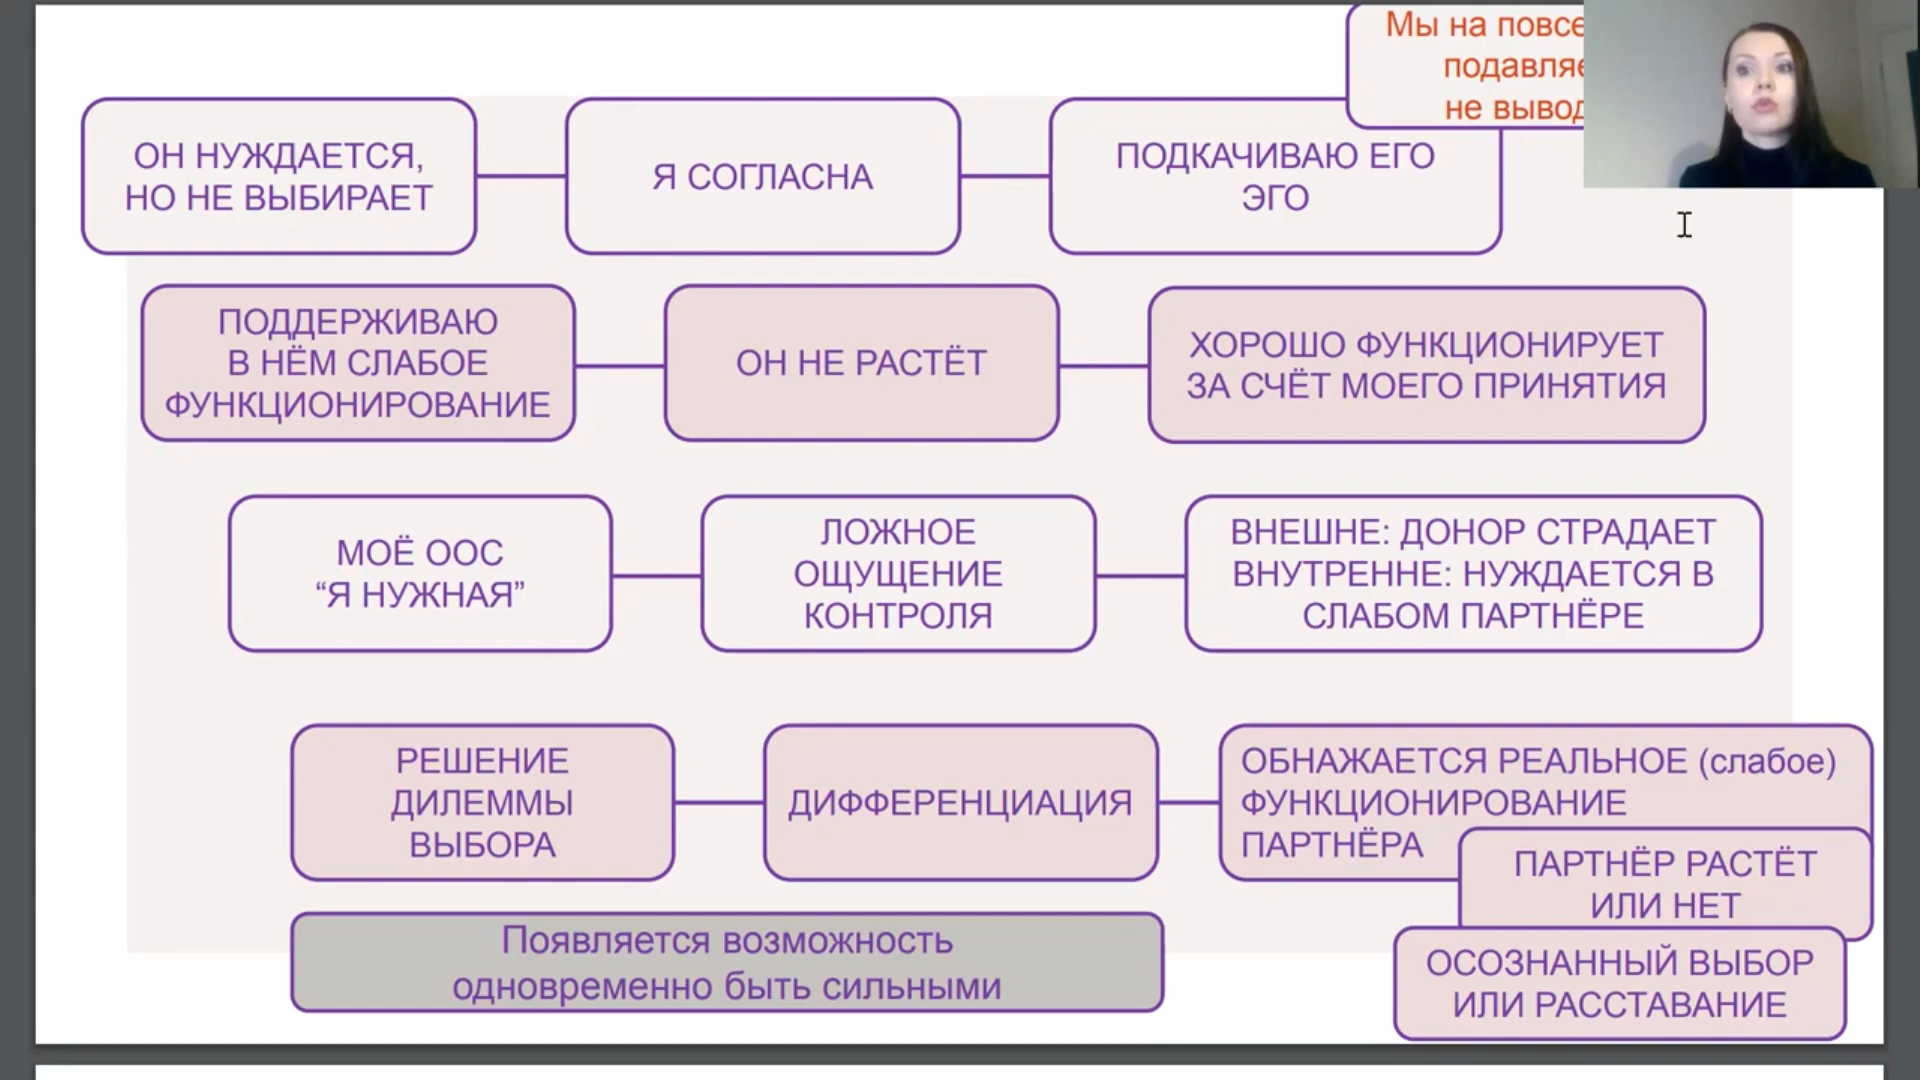 Мы на
подавля
не
ОН НУЖДАЕТСЯ,
НО НЕ ВЫБИРАЕТ
Я СОГЛАСНА
ПОДКАЧИВАЮ ЕГО
ЭГО
ПОДДЕРЖИВАЮ
В НЁМ СЛАБОЕ
ФУНКЦИОНИРОВАНИЕ
ОН НЕ РАСТЁТ
ХОРОШО ФУНКЦИОНИРУЕТ
ЗА СЧЁТ МОЕГО ПРИНЯТИЯ
МОЁ ООС
“Я НУЖНАЯ”
ЛОЖНОЕ
ОЩУЩЕНИЕ
КОНТРОЛЯ
ВНЕШНЕ: ДОНОР СТРАДАЕТ
ВНУТРЕННЕ: НУЖДАЕТСЯ В
СЛАБОМ ПАРТНЁРЕ
РЕШЕНИЕ
ДИЛЕММЫ
ВЫБОРА
ДИФФЕРЕНЦИАЦИЯ
ОБНАЖАЕТСЯ РЕАЛЬНОЕ (слабое)
ФУНКЦИОНИРОВАНИЕ
ПАРТНЁРА
ПАРТНЁР РАСТЁТ
ИЛИ НЕТ
Появляется возможность
одновременно быть сильными
ОСОЗНАННЫЙ ВЫБОР
ИЛИ РАССТАВАНИЕ